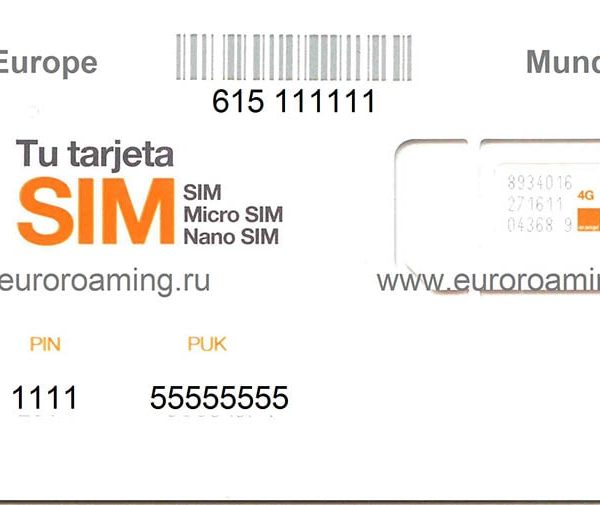 Europe
Mund
615 111111
Tu tarjeta
SIM
SIM
Micro SIM
Nano SIM
8934016
271611
04368 9
4G
euroroaming.ru
www.euroroamin
PIN
PUK
1111
55555555